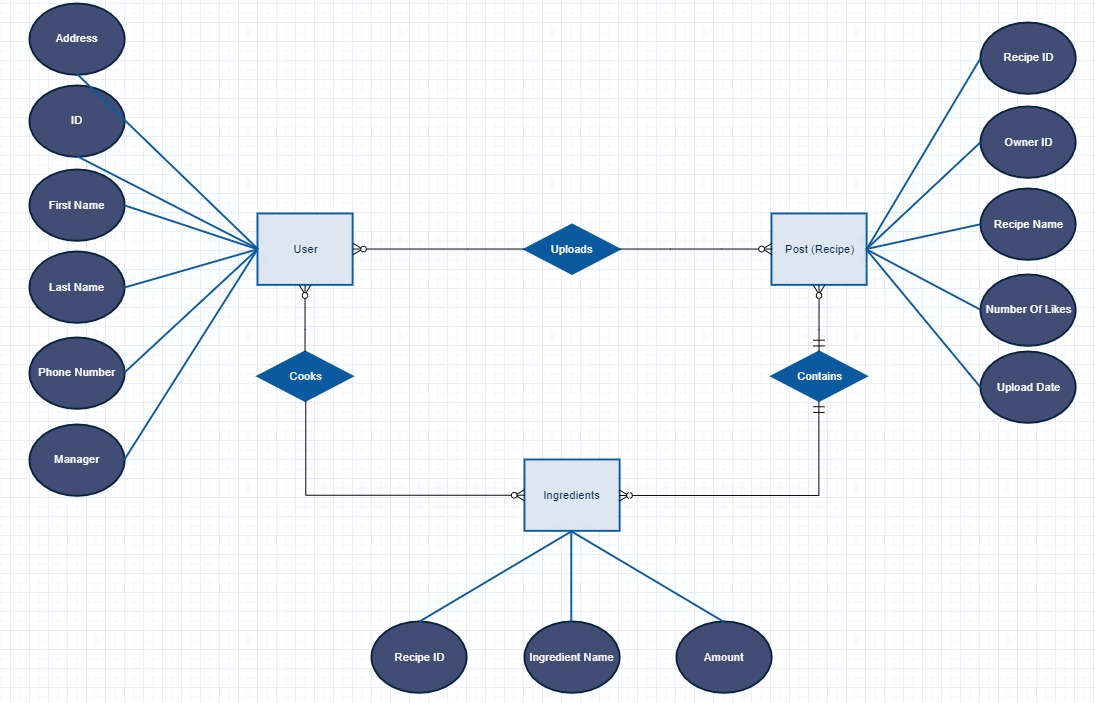 Address
ID
First Name
Last Name
Phone Number
Manager
User
Uploads
Post (Recipe)
Recipe ID
Owner ID
Recipe Name
Number Of Likes
Upload Date
Cooks
Contains
Ingredients
Recipe ID
Ingredient Name
Amount